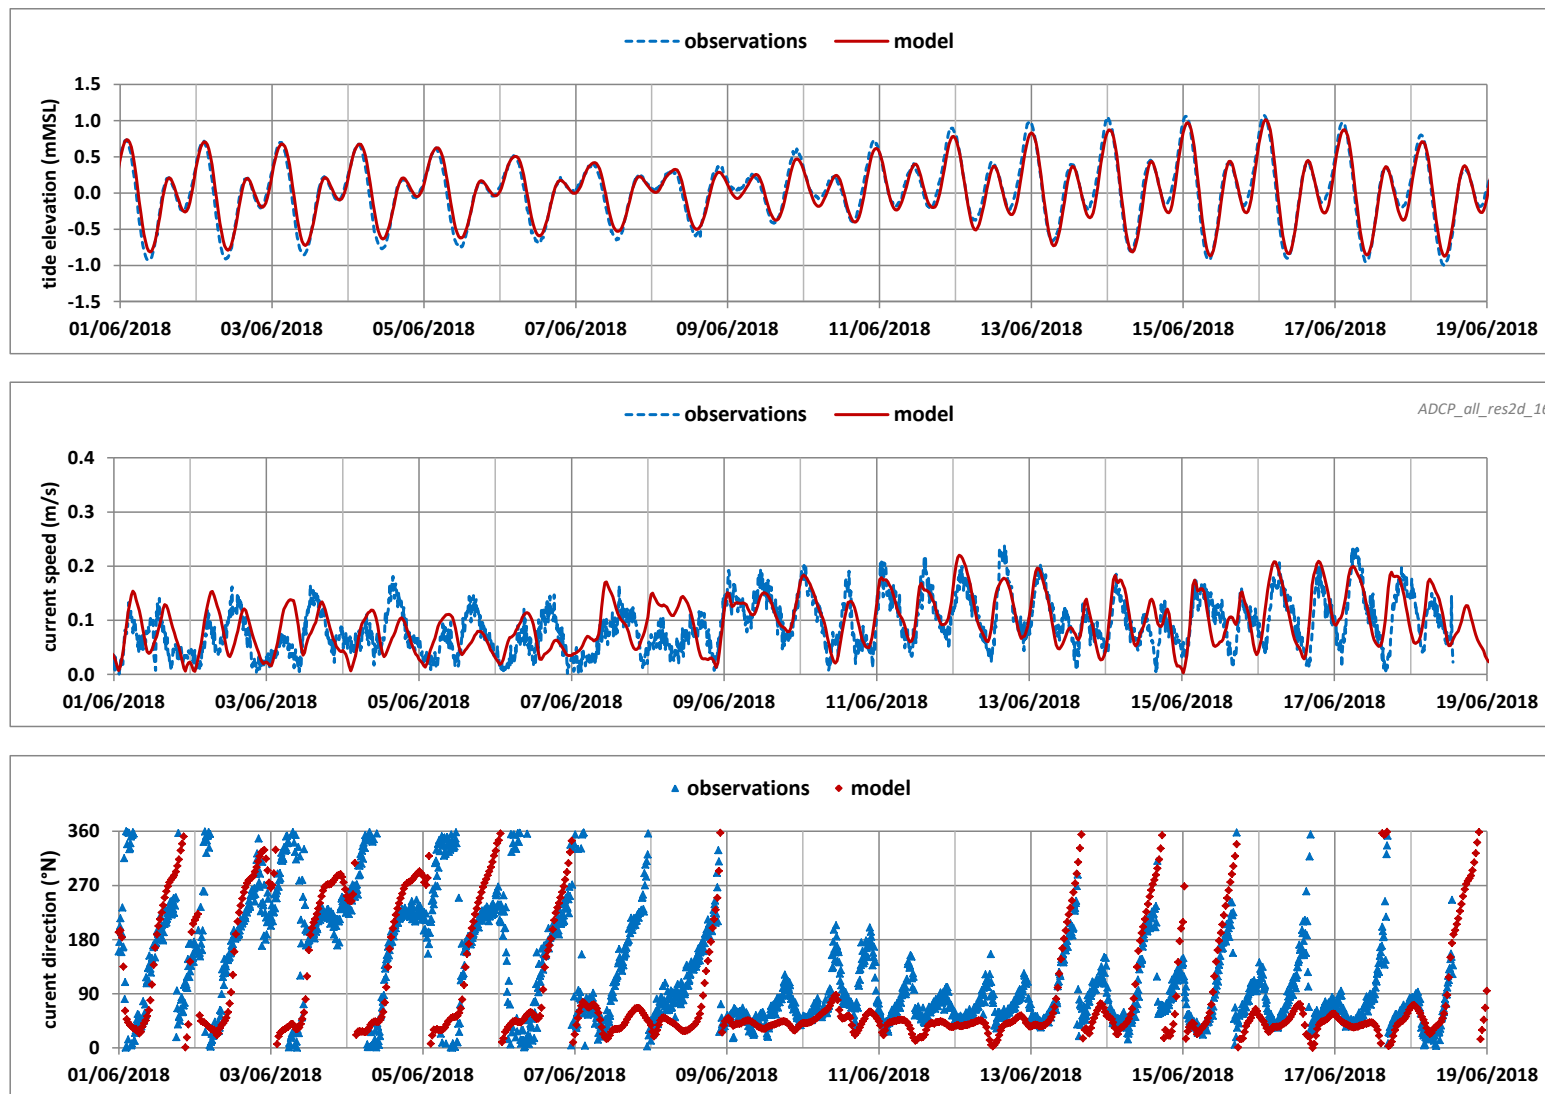 observations model
tide elevation (mMSL)
1.5
1.0
0.5
0.0
-0.5
-1.0
-1.5
01/06/2018 03/06/2018 05/06/2018 07/06/2018 09/06/2018 11/06/2018 13/06/2018 15/06/2018 17/06/2018 19/06/2018
observations model
ADCP_all_res2d_16
current speed (m/s)
0.4
0.3
0.2
0.1
0.0
01/06/2018 03/06/2018 05/06/2018 07/06/2018 09/06/2018 11/06/2018 13/06/2018 15/06/2018 17/06/2018 19/06/2018
observations model
curent direction (°N)
360
270
180
90
0
01/06/2018 03/06/2018 05/06/2018 07/06/2018 09/06/2018 11/06/2018 13/06/2018 15/06/2018 17/06/2018 19/06/2018